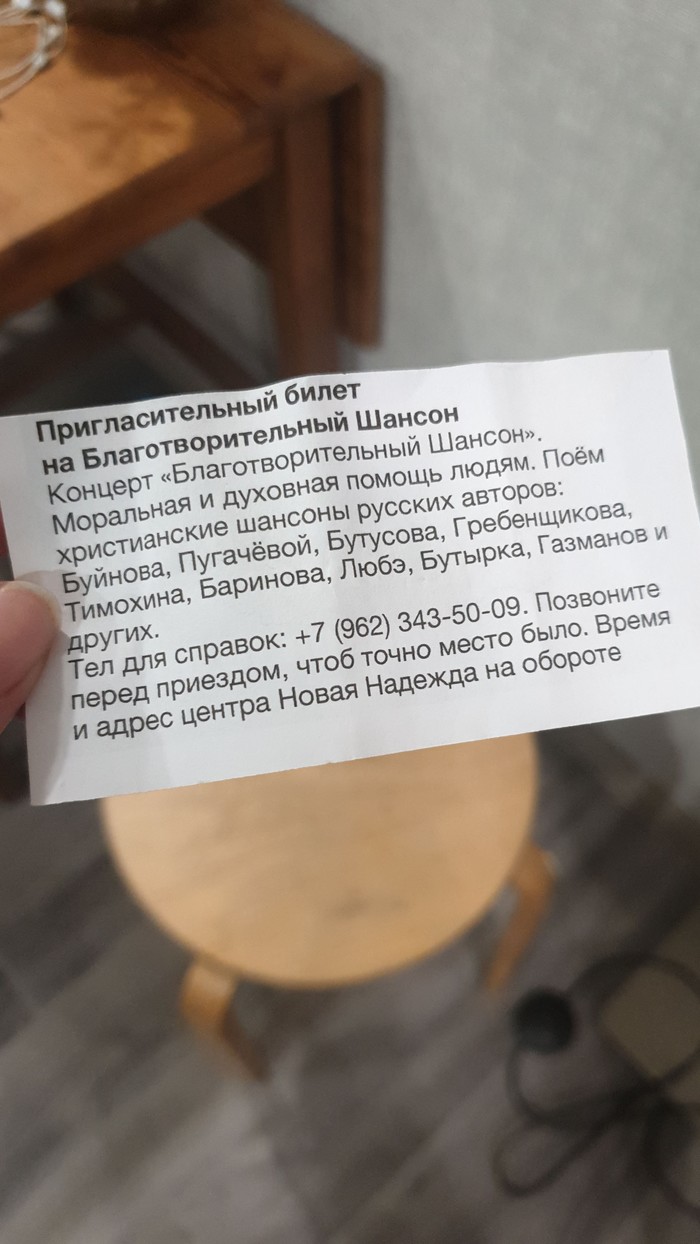 Пригласительный билет
на Благотворительный Шансон
Концерт «Благотворительный Шансон».
Моральная и духовная помощь людям. Поём
христианские шансоны русских авторов:
Буйнова, Пугачёвой, Бутусова, Гребенщикова,
Тимохина, Баринова, Любэ, Бутырка, Газманов и
других.
Тел для справок: +7 (962) 343-50-09. Позвоните
перед приездом, чтоб точно место было. Время
и адрес центра Новая Надежда на обороте